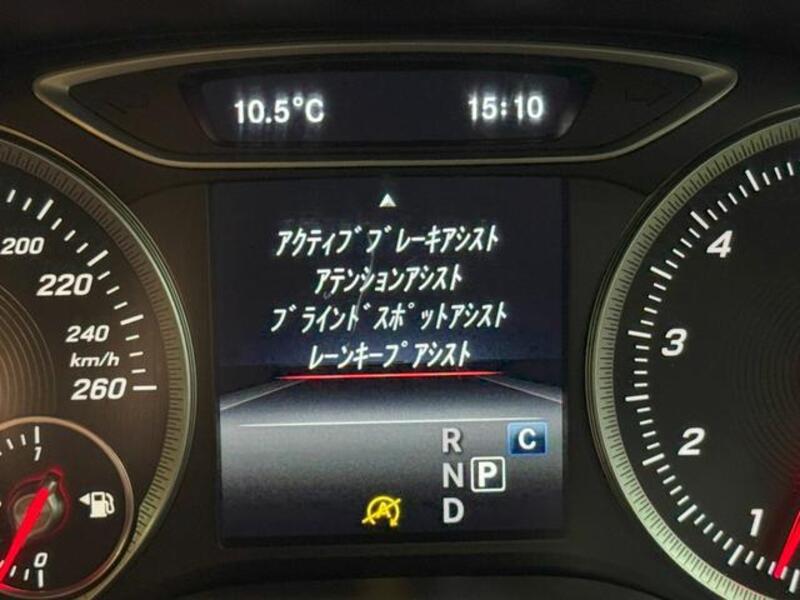 10.5°C 15:10
アクティブブレーキアシスト
アテンションアシスト
ブラインドスポットアシスト
レーンキープアシスト
200
220
240
km/h
260
1
0
R C
N P
D
A
4
3
2
1